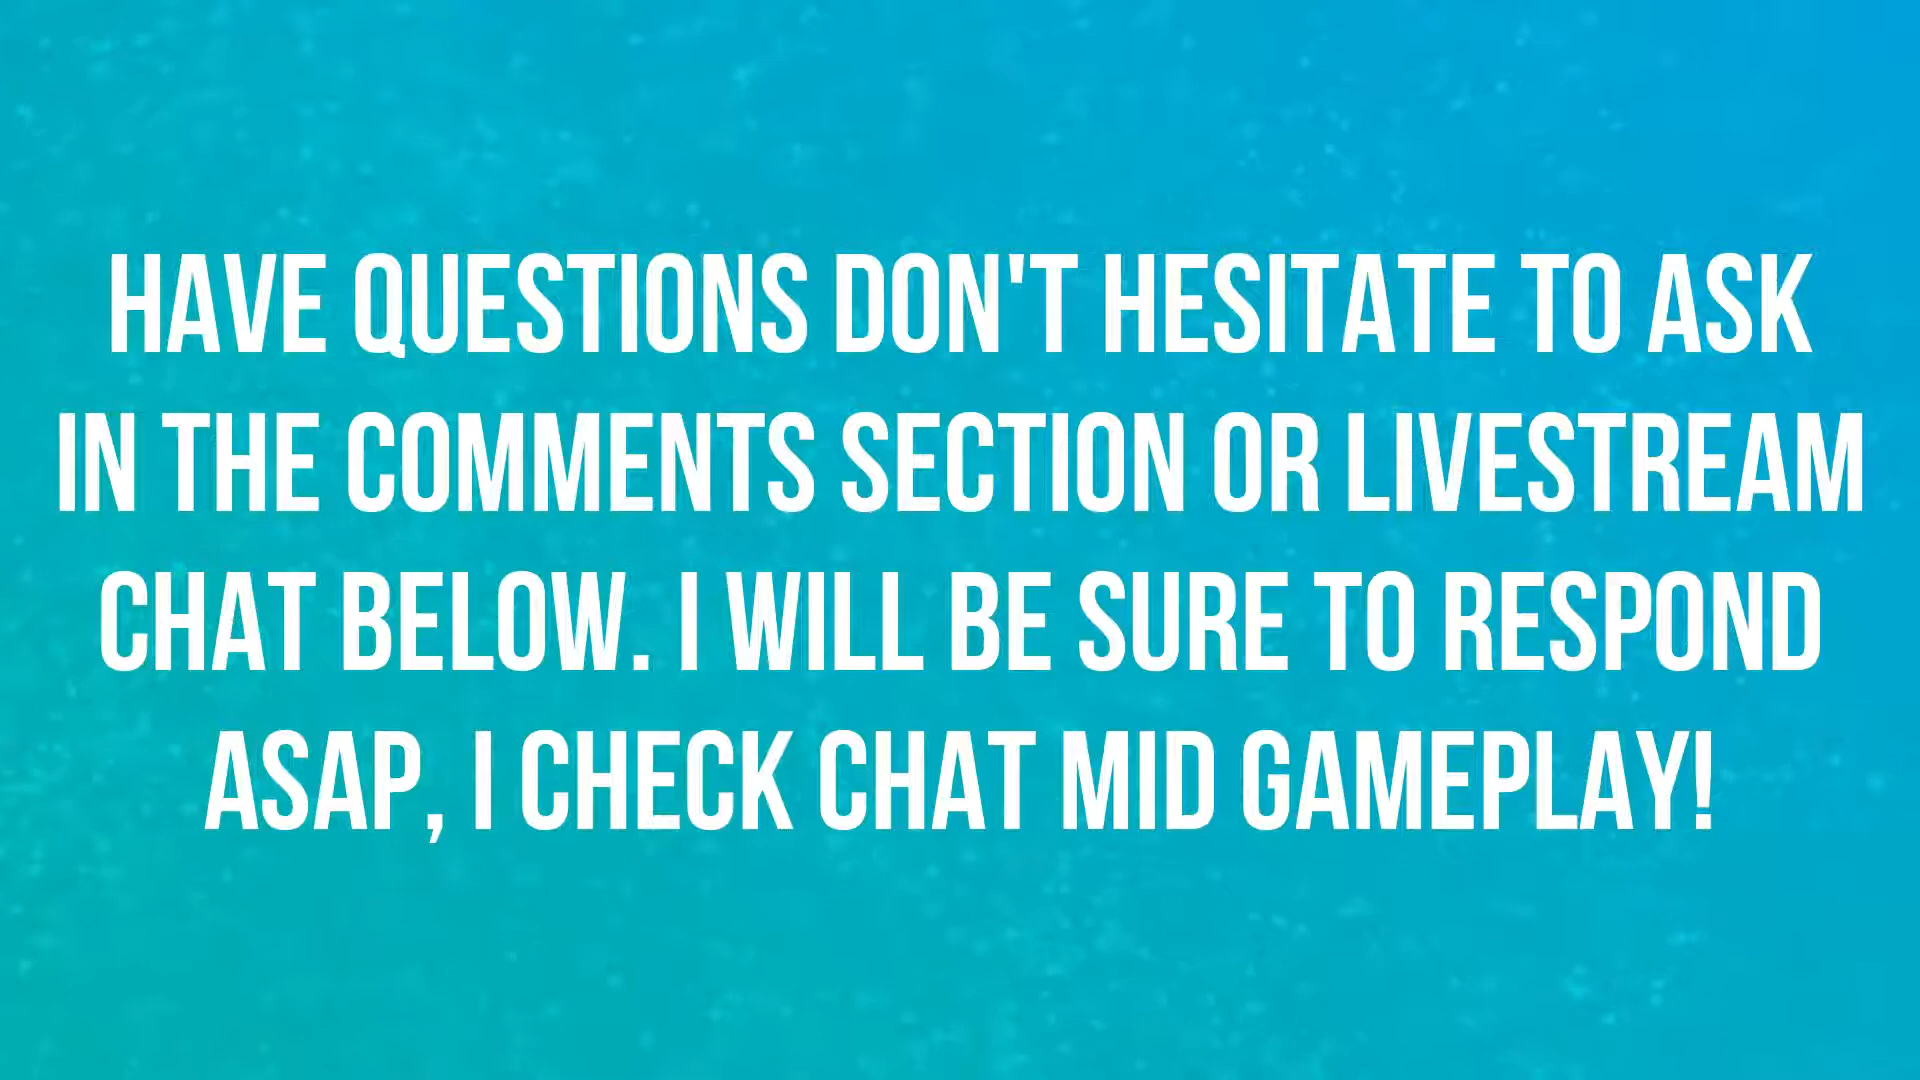 HAVE QUESTIONS DON'T HESITATE TO ASK
IN THE COMMENTS SECTION OR LIVESTREAM
CHAT BELOW. I WILL BE SURE TO RESPOND
ASAP, I CHECK CHAT MID GAMEPLAY!